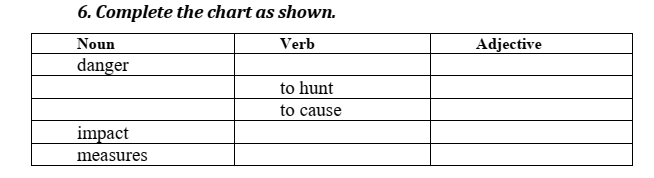 6. Complete the chart as shown.
Noun Verb Adjective
danger
to hunt
to cause
impact
measures